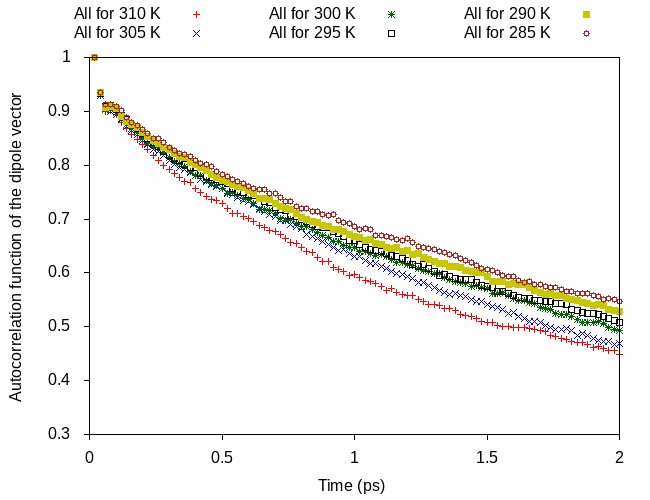 All for 310 K All for 300 K All for 290 K
All for 305 K All for 295 K All for 285 K
1
0.9
0.8
0.7
0.6
0.5
0.4
0.3
Autocorrelation function of the dipole vector
0 0.5 1 1.5 2
Time (ps)